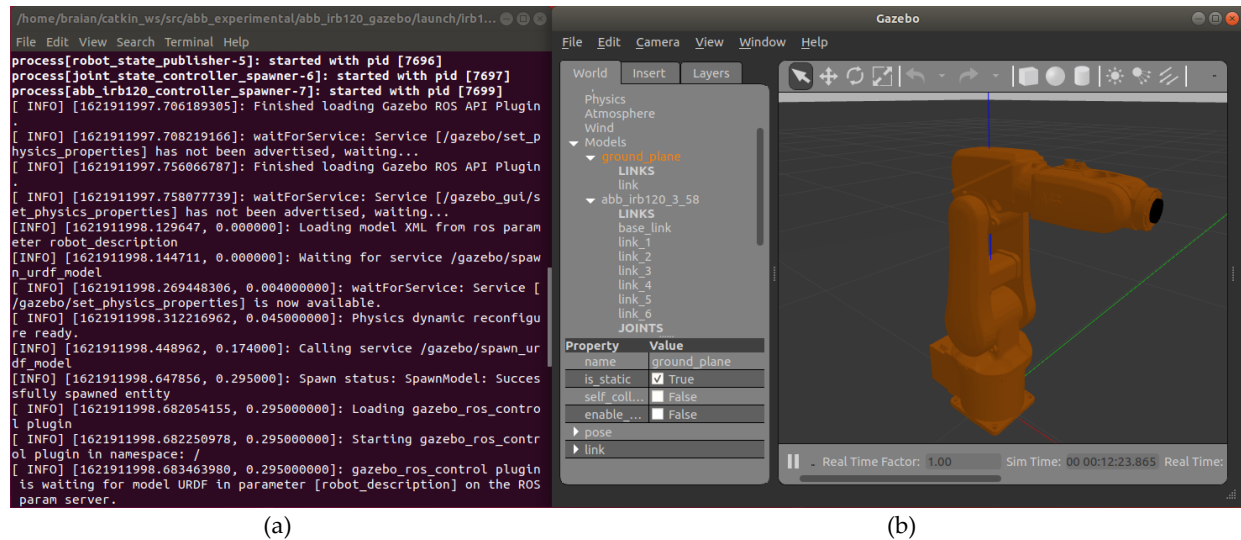 /home/braian/catkin_ws/src/abb_experimental/abb_irb120_gazebo/launch/irb1...
File Edit View Search Terminal Help
process[robot_state_publisher-5]: started with pid [7696]
process[joint_state_controller_spawner-6]: started with pid [7697]
process[abb_irb120_controller_spawner-7]: started with pid [7699]
[ INFO] [1621911997.706189305]: Finished loading Gazebo ROS API Plugin
.
[ INFO] [1621911997.708219166]: waitForService: Service [/gazebo/set_p
hysics_properties] has not been advertised, waiting...
[ INFO] [1621911997.756066787]: Finished loading Gazebo ROS API Plugin
.
[ INFO] [1621911997.758077739]: waitForService: Service [/gazebo_gui/s
et_physics_properties] has not been advertised, waiting...
[INFO] [1621911998.129647, 0.000000]: Loading model XML from ros param
eter robot_description
[INFO] [1621911998.144711, 0.000000]: Waiting for service /gazebo/spaw
n_urdf_model
[ INFO] [1621911998.269448306, 0.004000000]: waitForService: Service [
/gazebo/set_physics_properties] is now available.
[ INFO] [1621911998.312216962, 0.045000000]: Physics dynamic reconfigu
re ready.
[INFO] [1621911998.448962, 0.174000]: Calling service /gazebo/spawn_ur
df_model
[INFO] [1621911998.647856, 0.295000]: Spawn status: SpawnModel: Succes
sfully spawned entity
[ INFO] [1621911998.682054155, 0.295000000]: Loading gazebo_ros_contro
l plugin
[ INFO] [1621911998.682250978, 0.295000000]: Starting gazebo_ros_contr
ol plugin in namespace: /
[ INFO] [1621911998.683463980, 0.295000000]: gazebo_ros_control plugin
 is waiting for model URDF in parameter [robot_description] on the ROS
 param server.
(a)
Gazebo
File Edit Camera View Window Help
World Insert Layers
Physics
Atmosphere
Wind
Models
ground_plane
LINKS
link
abb_irb120_3_58
LINKS
base_link
link_1
link_2
link_3
link_4
link_5
link_6
JOINTS
Property Value
name ground_plane
is_static True
self_coll... False
enable_... False
pose
link
Real Time Factor: 1.00 Sim Time: 00 00:12:23.865 Real Time:
(b)